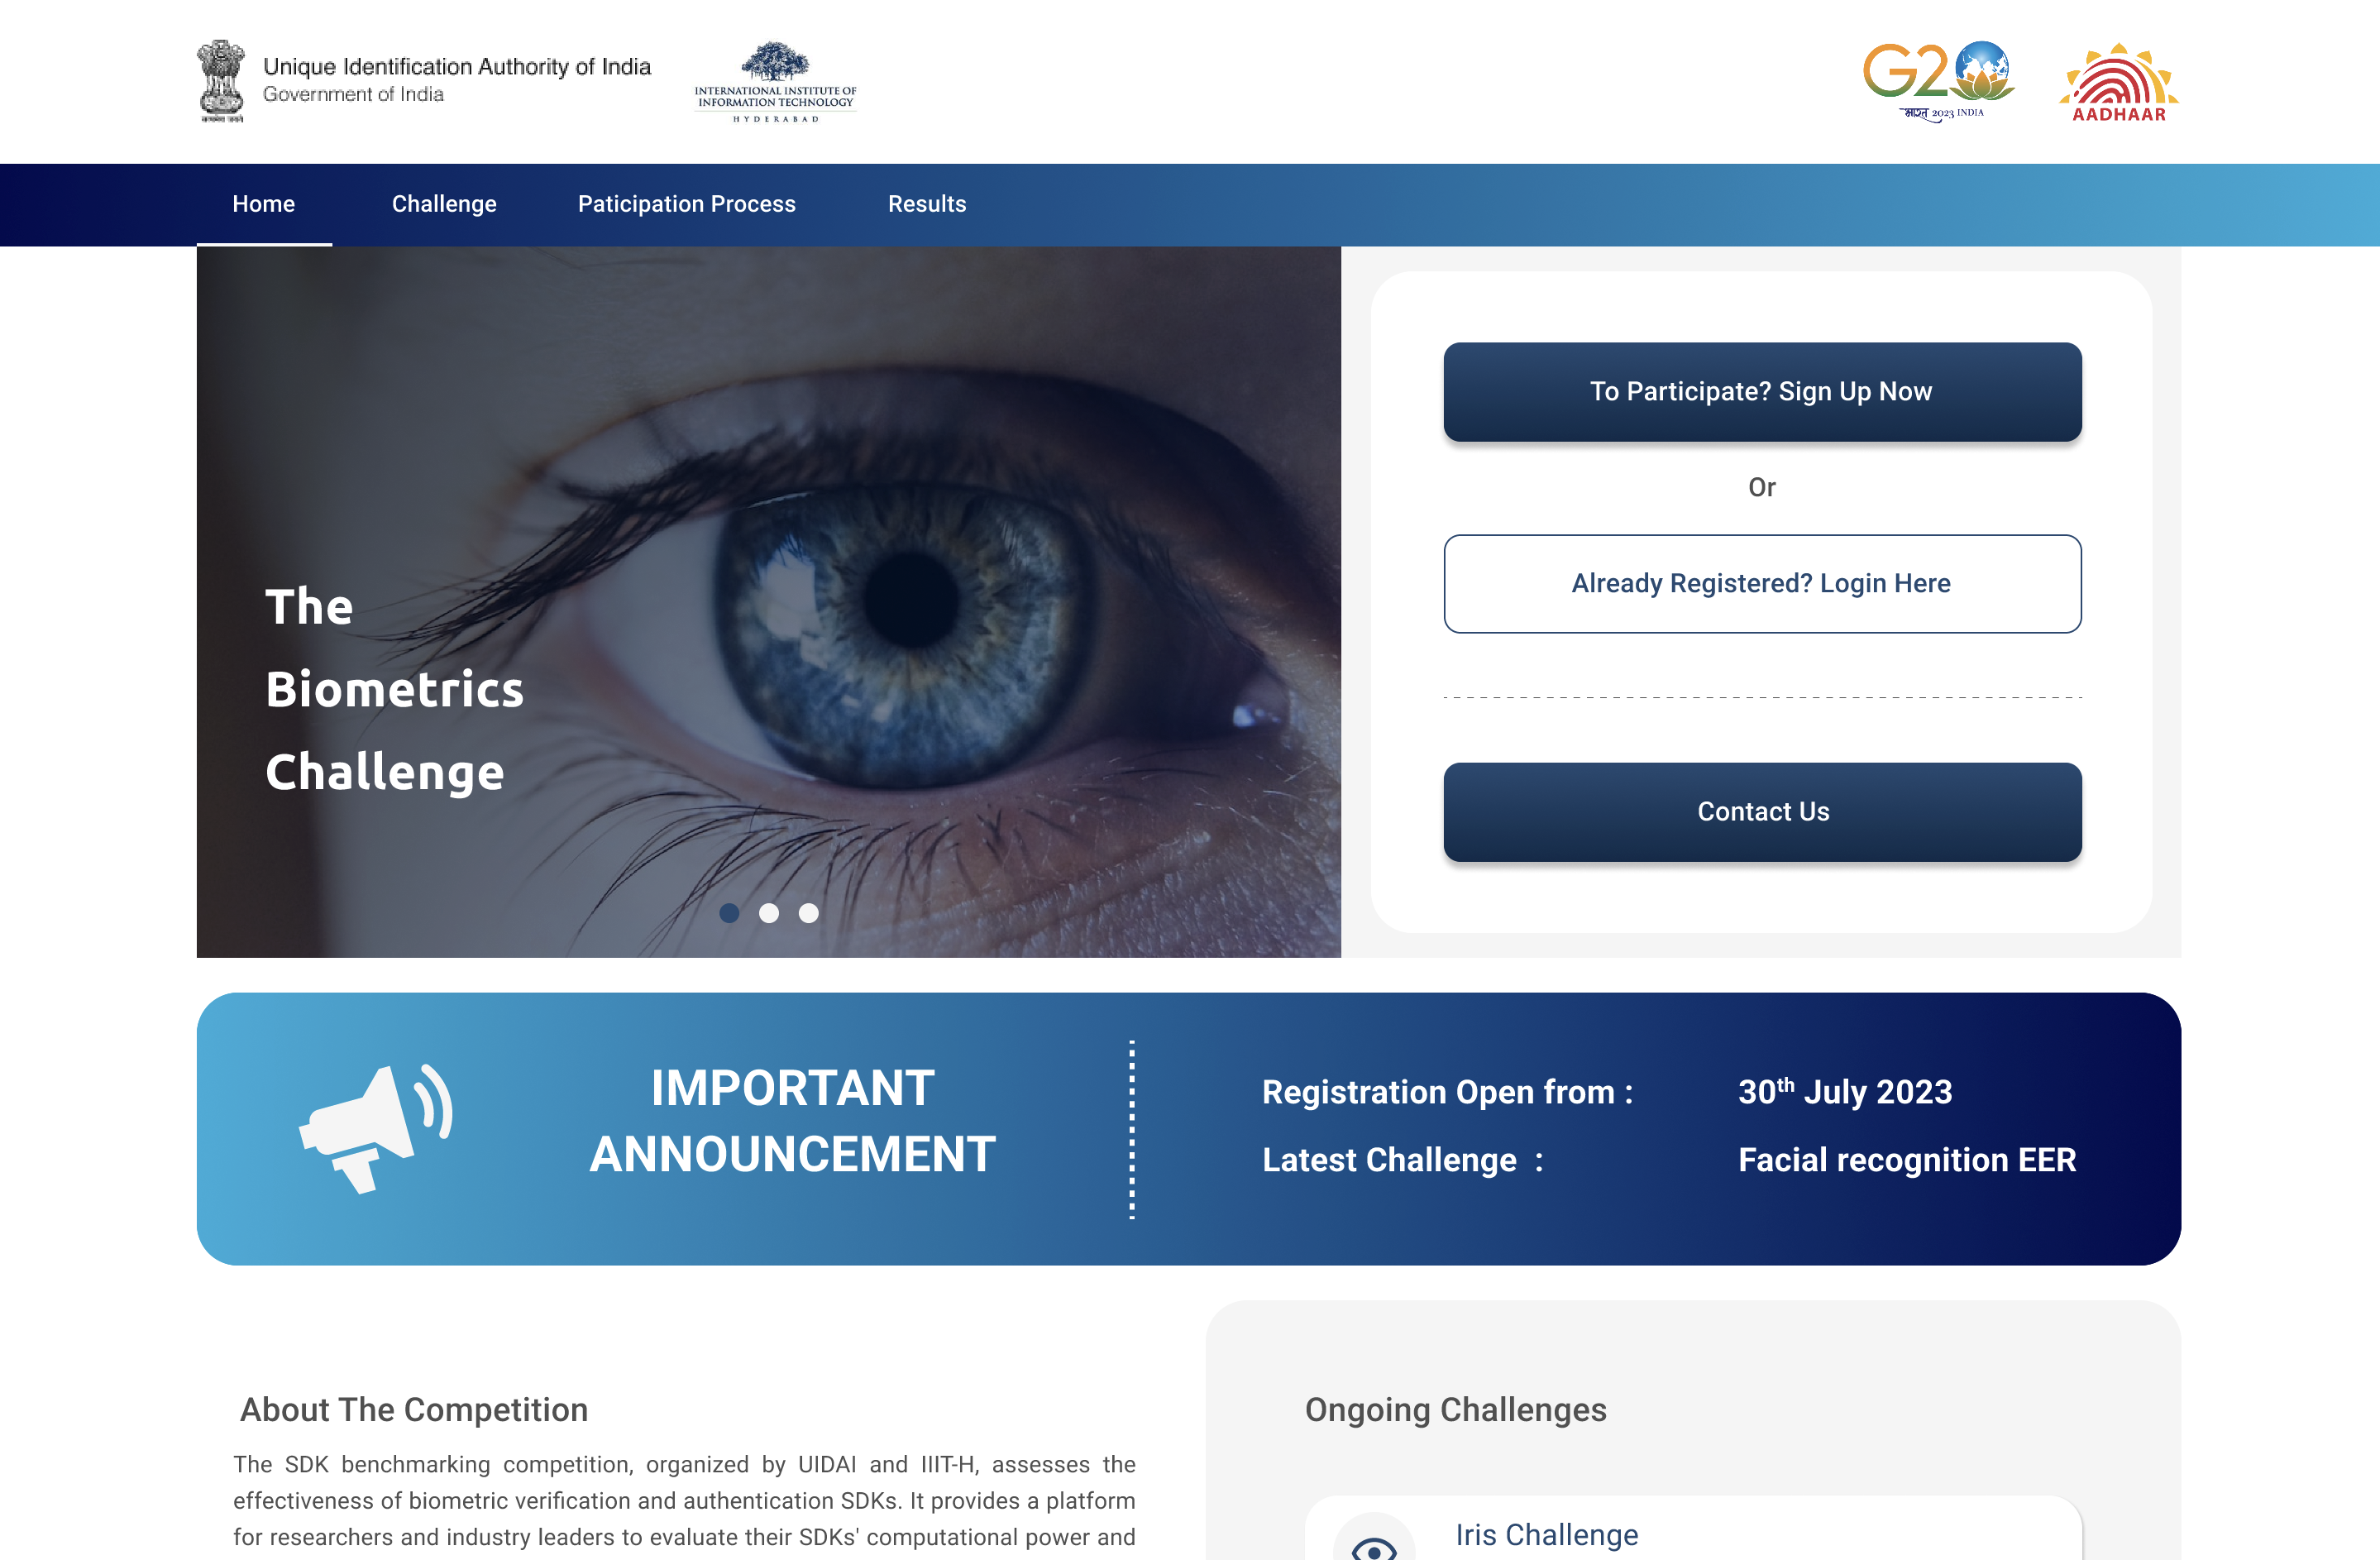 Unique Identification Authority of India
Government of India
INTERNATIONAL INSTITUTE OF
INFORMATION TECHNOLOGY
HYDERABAD
G20
भारत 2023 INDIA
AADHAAR
Home
Challenge
Paticipation Process
Results
The
Biometrics
Challenge
To Participate? Sign Up Now
Or
Already Registered? Login Here
Contact Us
IMPORTANT
ANNOUNCEMENT
Registration Open from : 30th July 2023
Latest Challenge : Facial recognition EER
About The Competition
The SDK benchmarking competition, organized by UIDAI and IIIT-H, assesses the
effectiveness of biometric verification and authentication SDKs. It provides a platform
for researchers and industry leaders to evaluate their SDKs' computational power and
Ongoing Challenges
Iris Challenge